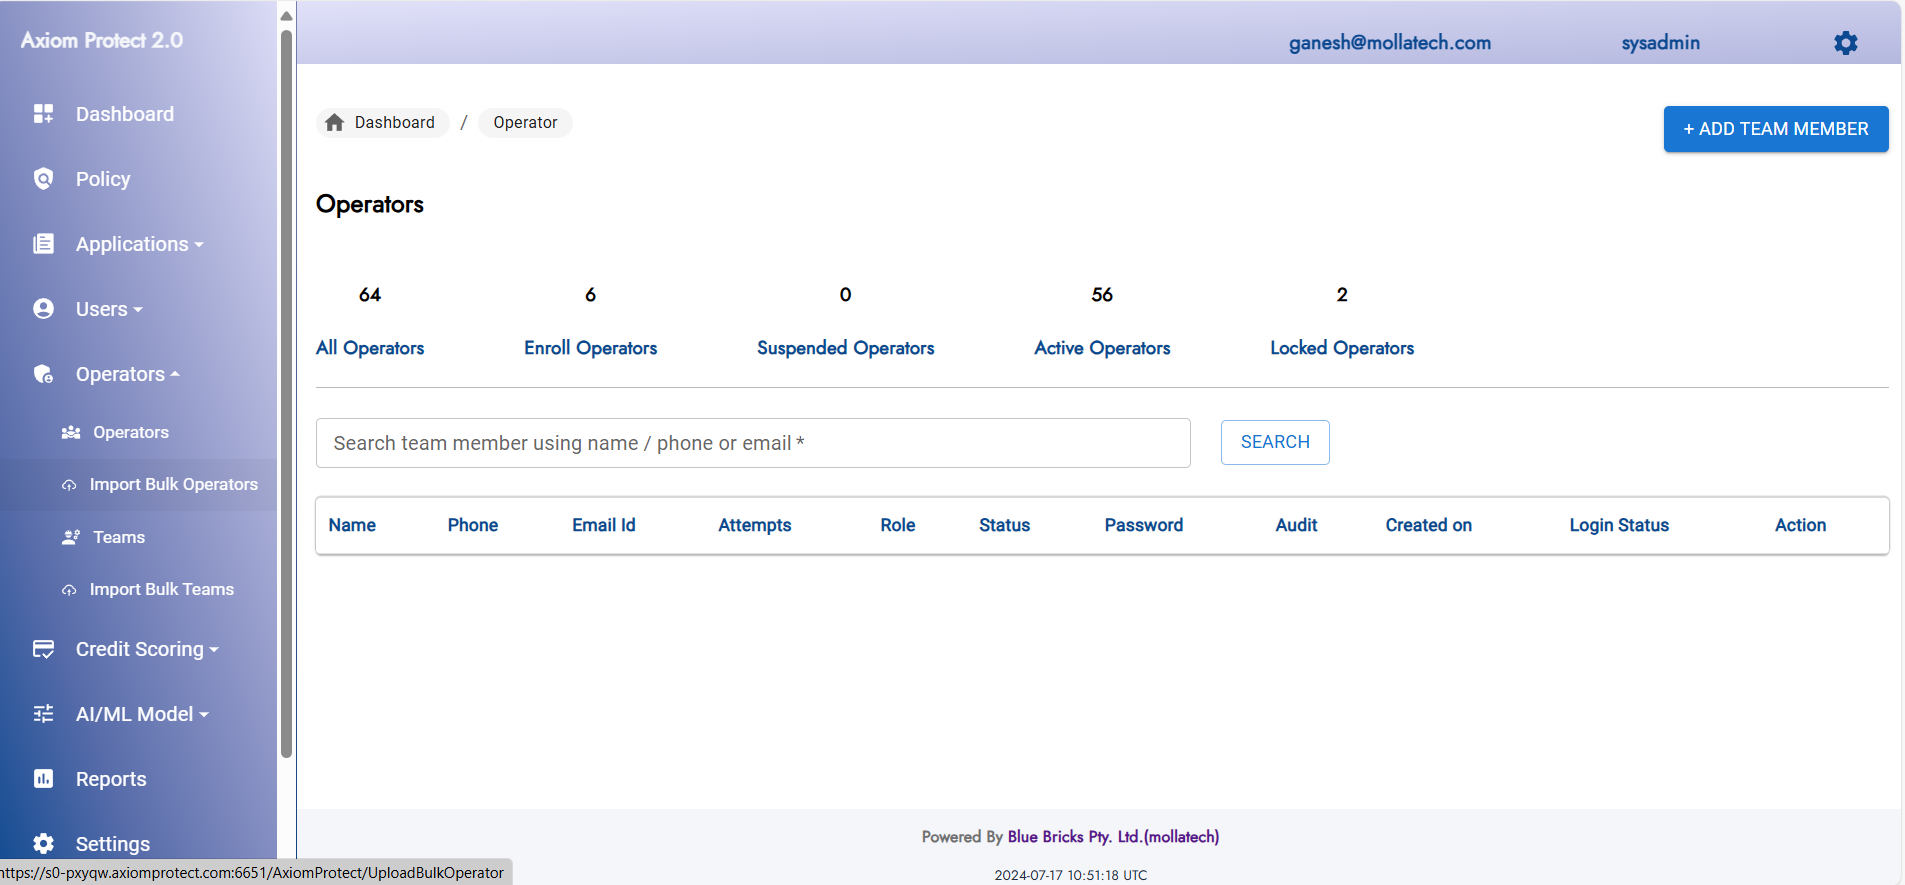 Axiom Protect 2.0
Dashboard
Policy
Applications
Users
Operators
Operators
Import Bulk Operators
Teams
Import Bulk Teams
Credit Scoring
AI/ML Model
Reports
Settings
ganesh@mollatech.com sysadmin
Dashboard / Operator
+ ADD TEAM MEMBER
Operators
64 6 0 56 2
All Operators Enroll Operators Suspended Operators Active Operators Locked Operators
Search team member using name / phone or email *
SEARCH
Name Phone Email Id Attempts Role Status Password Audit Created on Login Status Action
Powered By Blue Bricks Pty. Ltd.(mollatech)
2024-07-17 10:51:18 UTC
https://s0-pxyqw.axiomprotect.com:6651/AxiomProtect/UploadBulkOperator